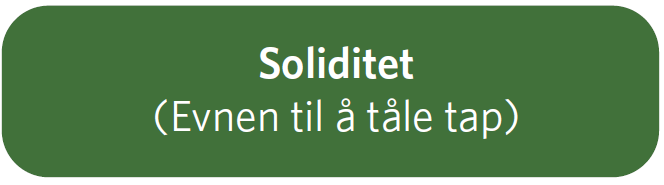 Soliditet
(Evnen til å tåle tap)